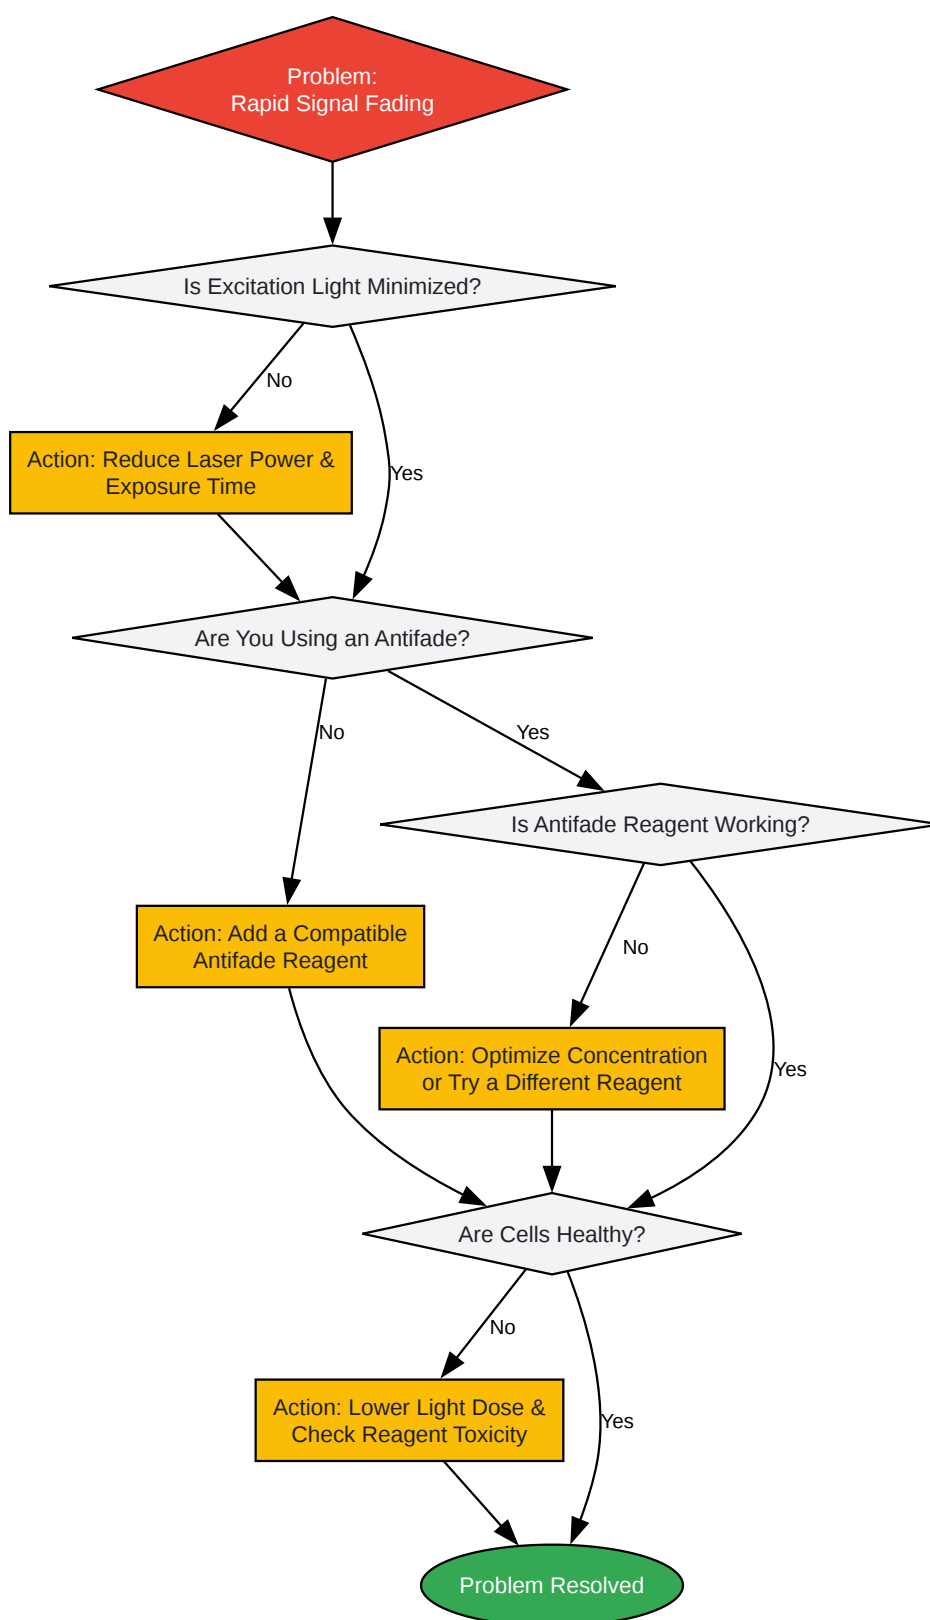 Problem:
Rapid Signal Fading
Is Excitation Light Minimized?
No
Action: Reduce Laser Power &
Exposure Time
Yes
Are You Using an Antifade?
No
Yes
Is Antifade Reagent Working?
Action: Add a Compatible
Antifade Reagent
No
Action: Optimize Concentration
or Try a Different Reagent
Yes
Are Cells Healthy?
No
Action: Lower Light Dose &
Check Reagent Toxicity
Yes
Problem Resolved